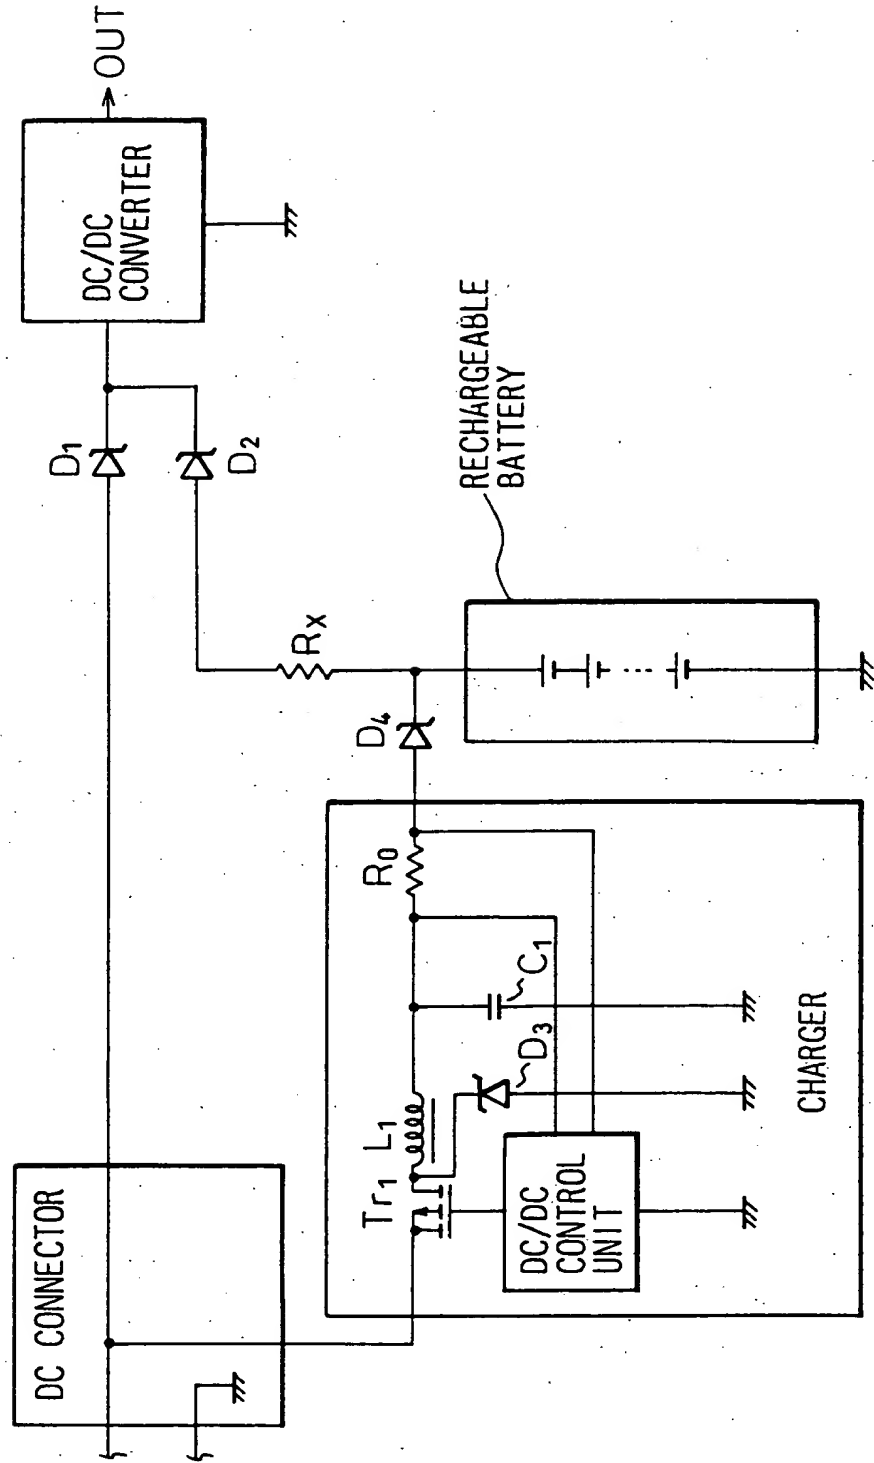 DC CONNECTOR
D1
DC/DC
CONVERTER
OUT
D2
RX
RECHARGEABLE
BATTERY
D4
R0
Tr1
L1
D3
C1
DC/DC
CONTROL
UNIT
CHARGER